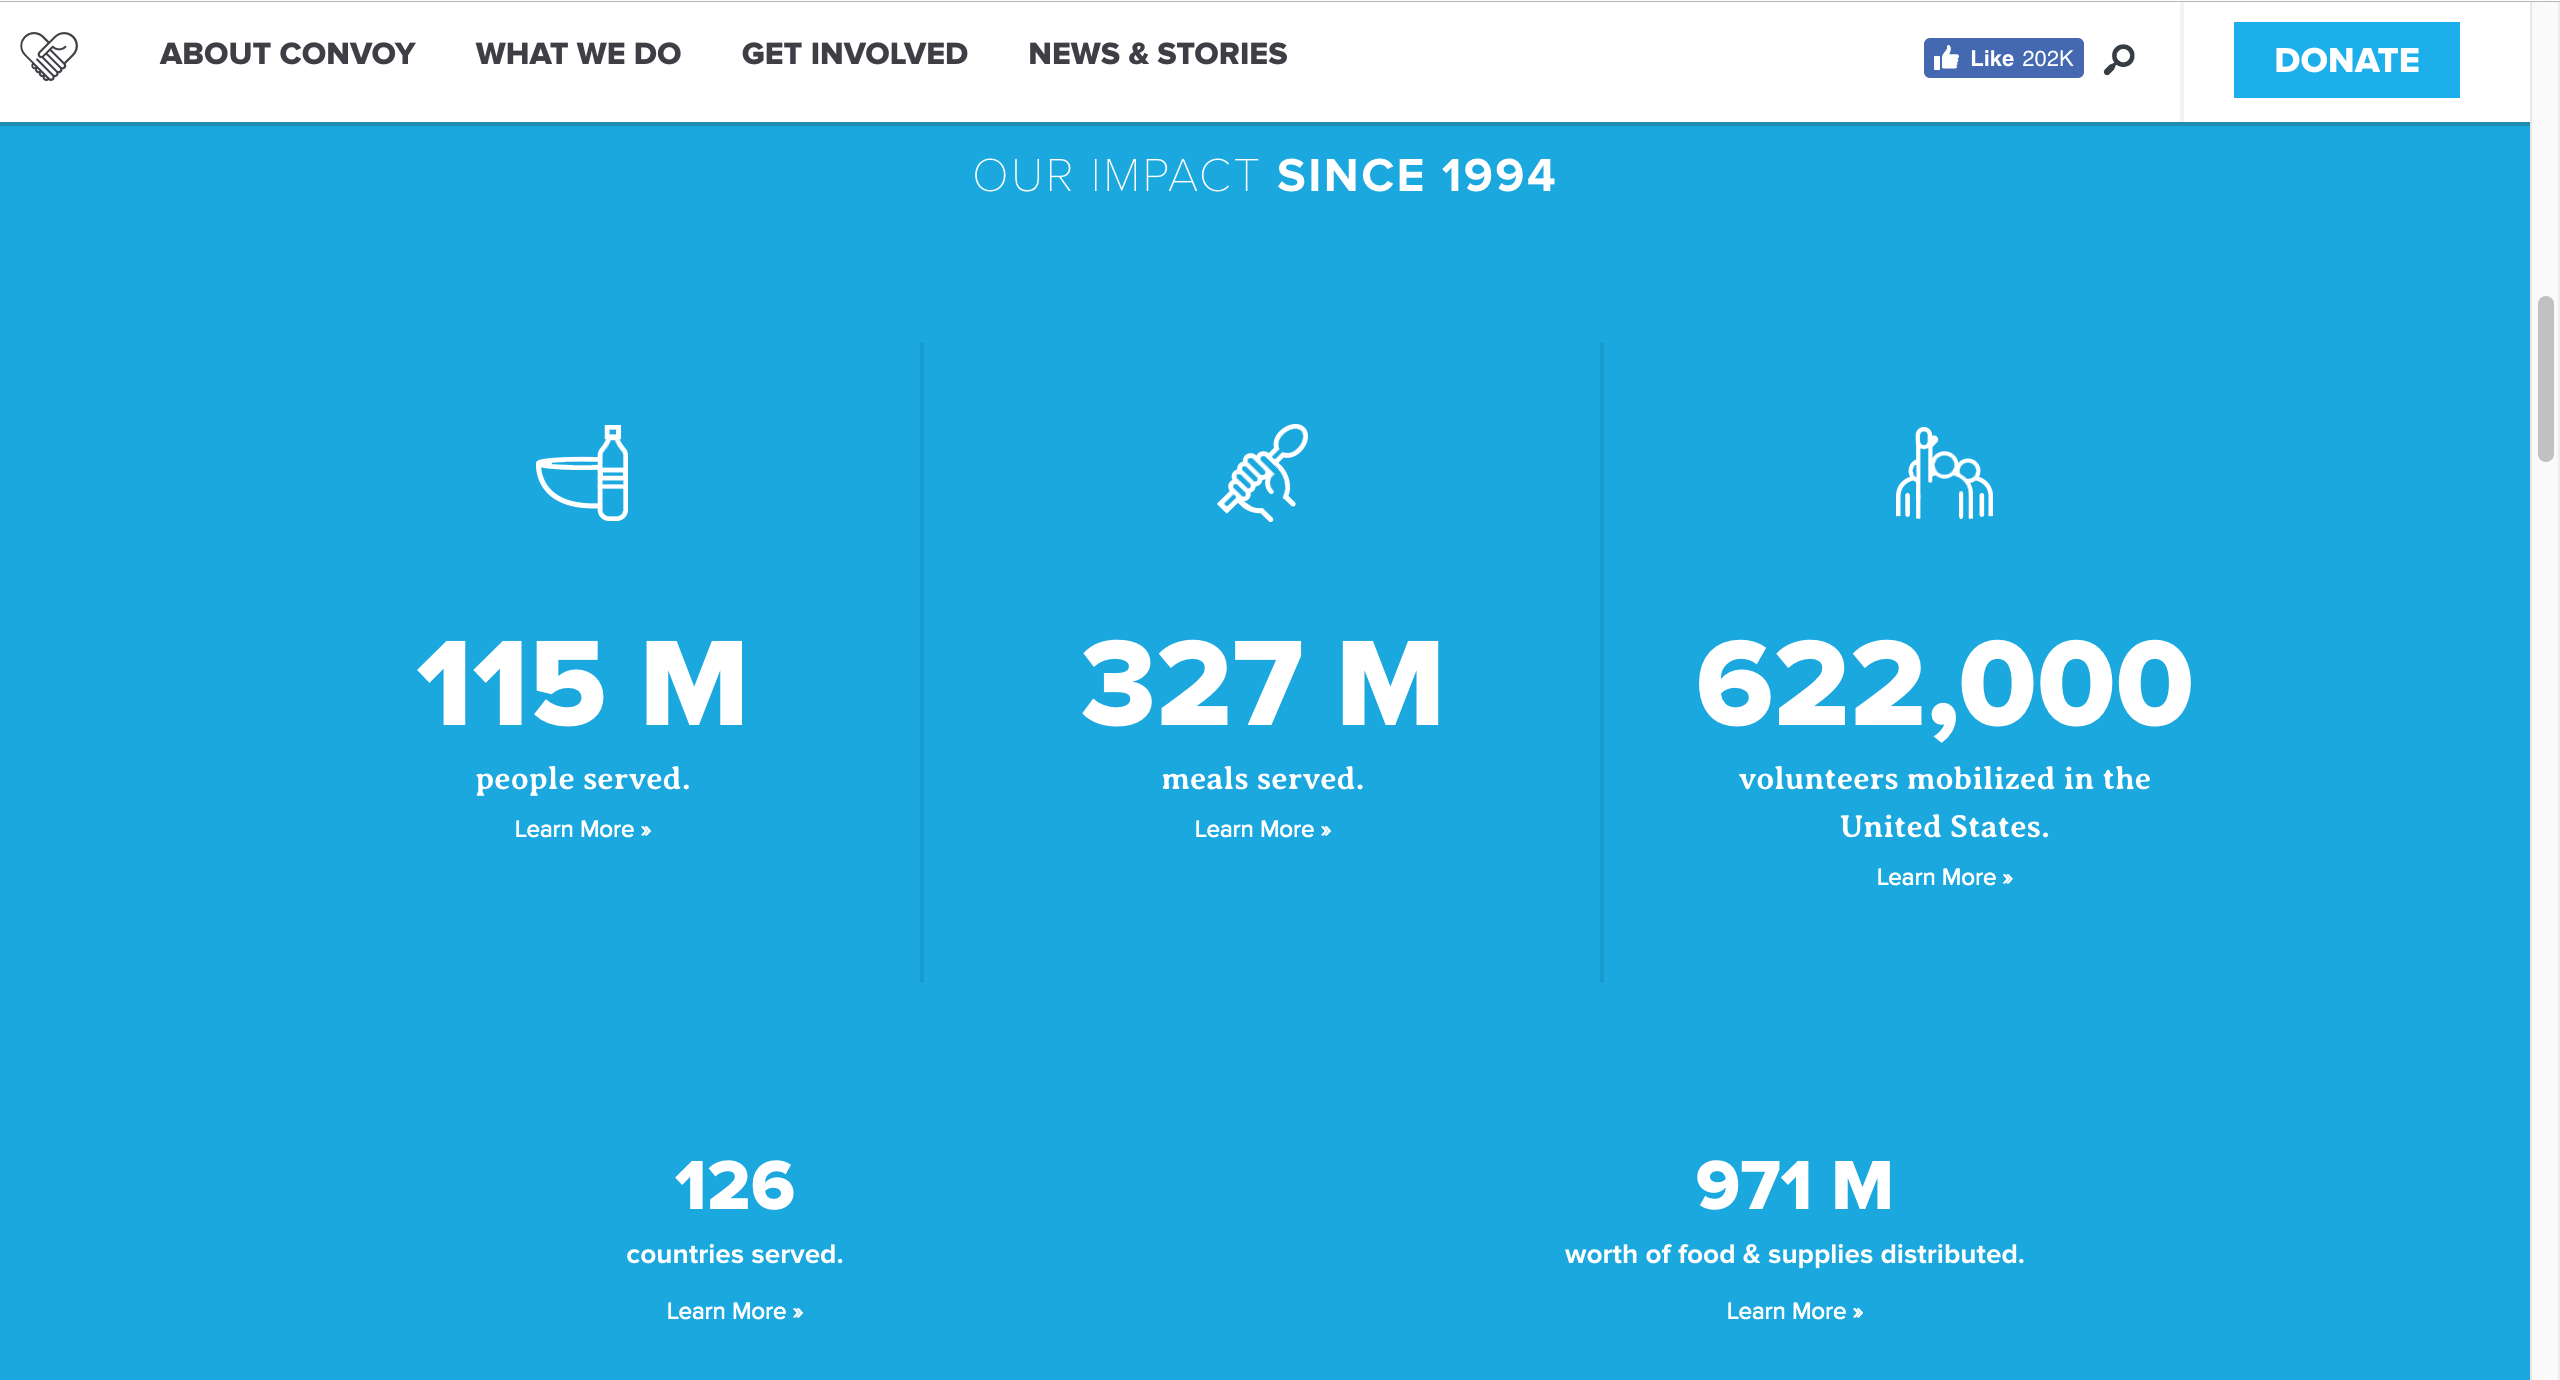 ABOUT CONVOY
WHAT WE DO
GET INVOLVED
NEWS & STORIES
Like 202K
DONATE
OUR IMPACT SINCE 1994
115 M
people served.
Learn More »
327 M
meals served.
Learn More »
622,000
volunteers mobilized in the
United States.
Learn More »
126
countries served.
Learn More »
971 M
worth of food & supplies distributed.
Learn More »